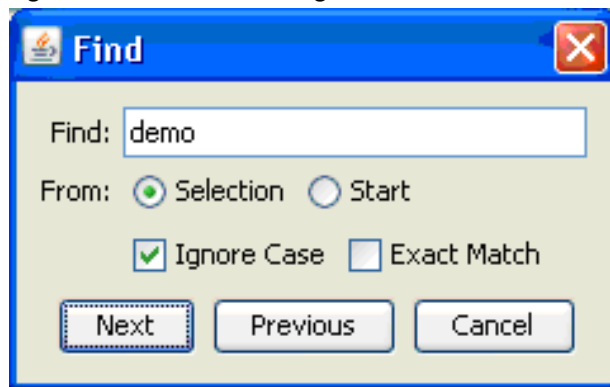 Find
Find: demo
From: Selection Start
Ignore Case Exact Match
Next Previous Cancel